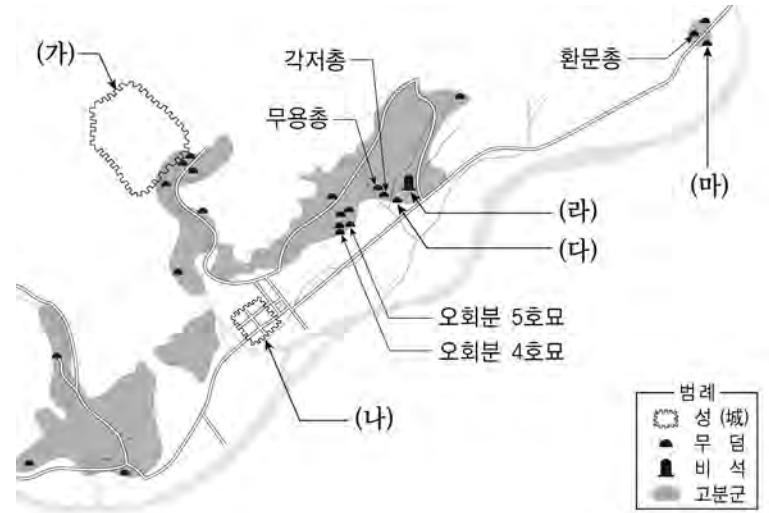 (가)
각저총
환문총
무용총
(마)
(라)
(다)
오회분 5호묘
오회분 4호묘
(나)
범례
성(城)
무 덤
비 석
고분군